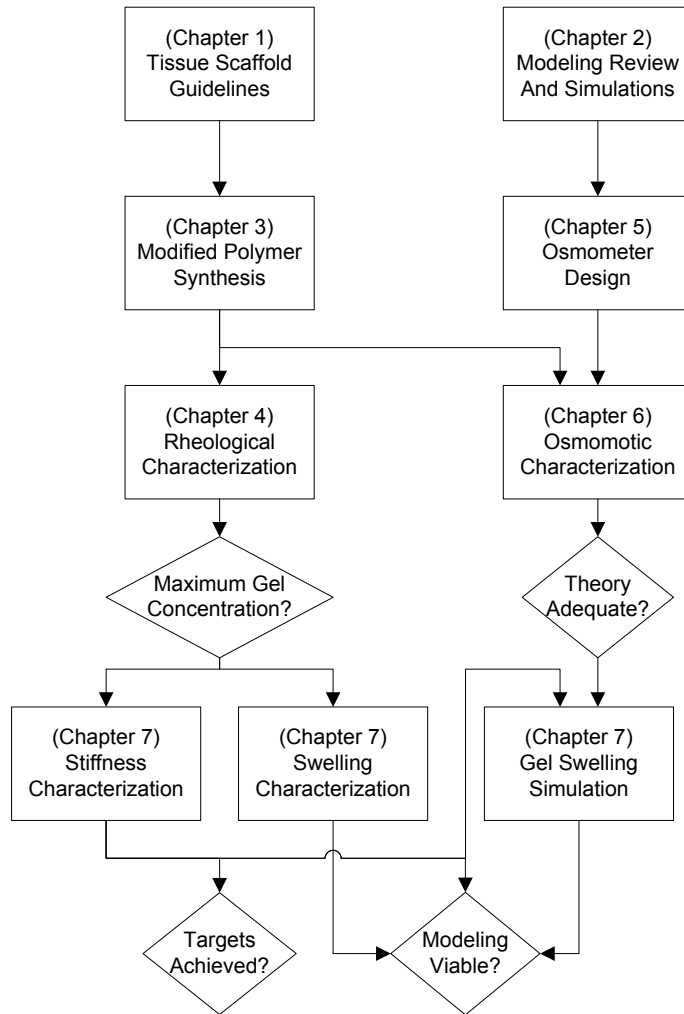 (Chapter 1)
Tissue Scaffold
Guidelines
(Chapter 2)
Modeling Review
And Simulations
(Chapter 3)
Modified Polymer
Synthesis
(Chapter 5)
Osmometer
Design
(Chapter 4)
Rheological
Characterization
(Chapter 6)
Osmomotic
Characterization
Maximum Gel
Concentration?
Theory
Adequate?
(Chapter 7)
Stiffness
Characterization
(Chapter 7)
Swelling
Characterization
(Chapter 7)
Gel Swelling
Simulation
Targets
Achieved?
Modeling
Viable?